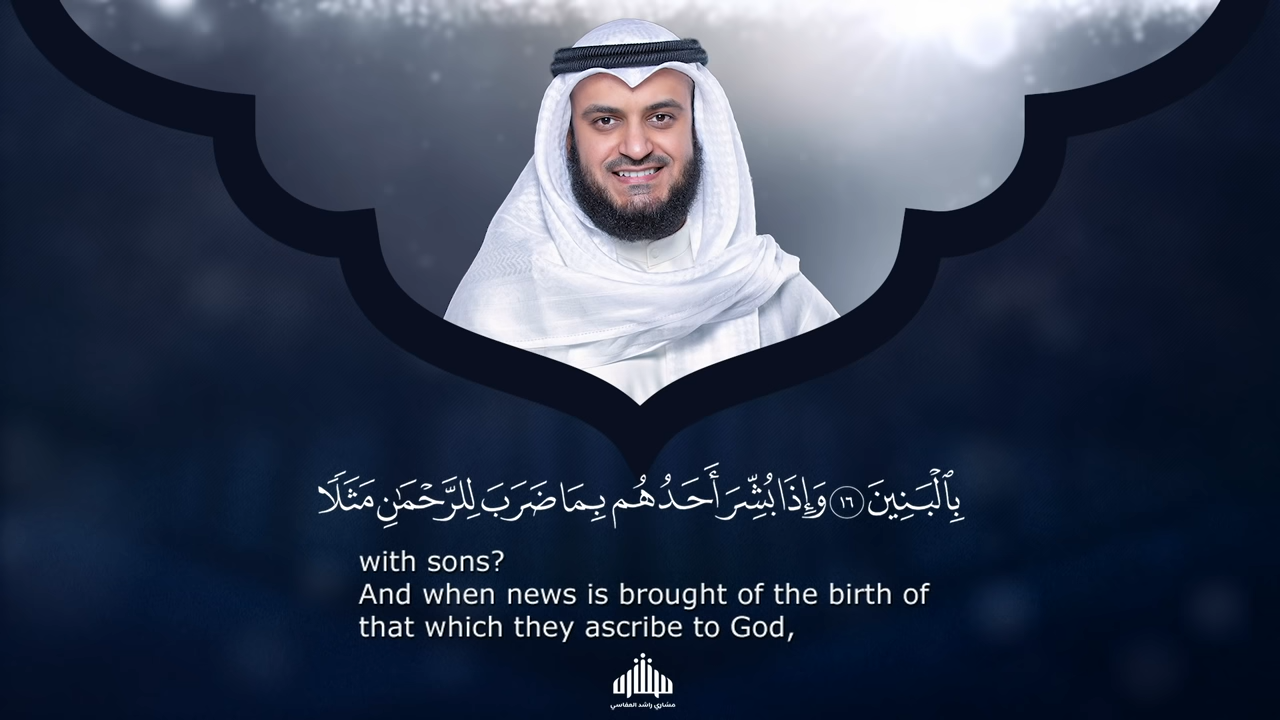 بِٱلْبَنِينَ ١٦ وَإِذَا بُشِّرَ أَحَدُهُم بِمَا ضَرَبَ لِلرَّحْمَٰنِ مَثَلًا
with sons?
And when news is brought of the birth of
that which they ascribe to God,
مشاري راشد العفاسي